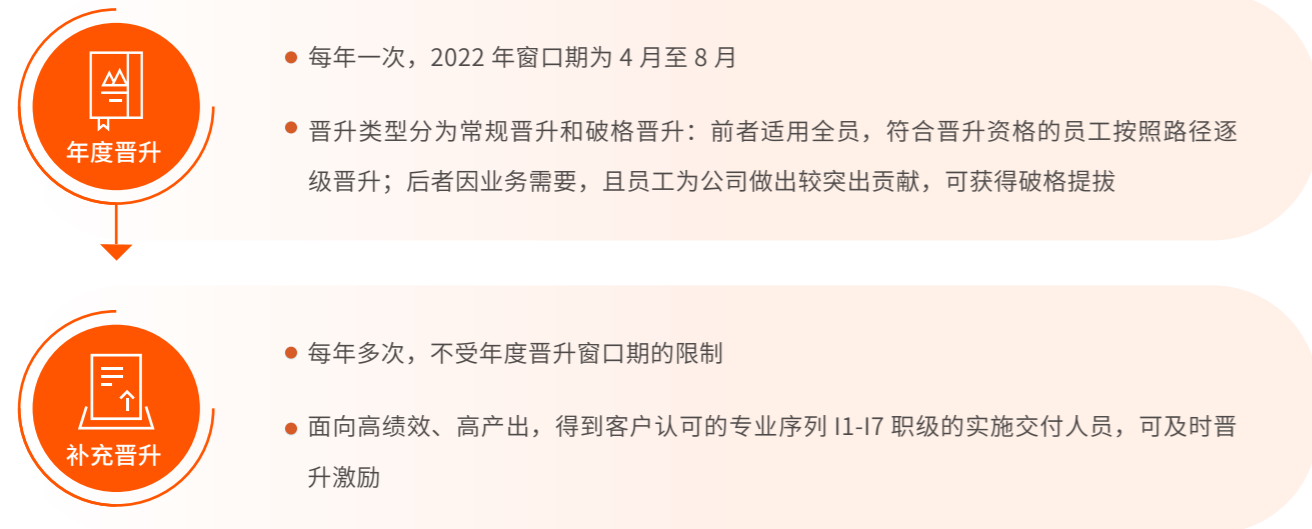 年度晋升
每年一次，2022 年窗口期为 4 月至 8 月
晋升类型分为常规晋升和破格晋升：前者适用全员，符合晋升资格的员工按照路径逐
级晋升；后者因业务需要，且员工为公司做出较突出贡献，可获得破格提拔
补充晋升
每年多次，不受年度晋升窗口期的限制
面向高绩效、高产出，得到客户认可的专业序列 I1-I7 职级的实施交付人员，可及时晋
升激励